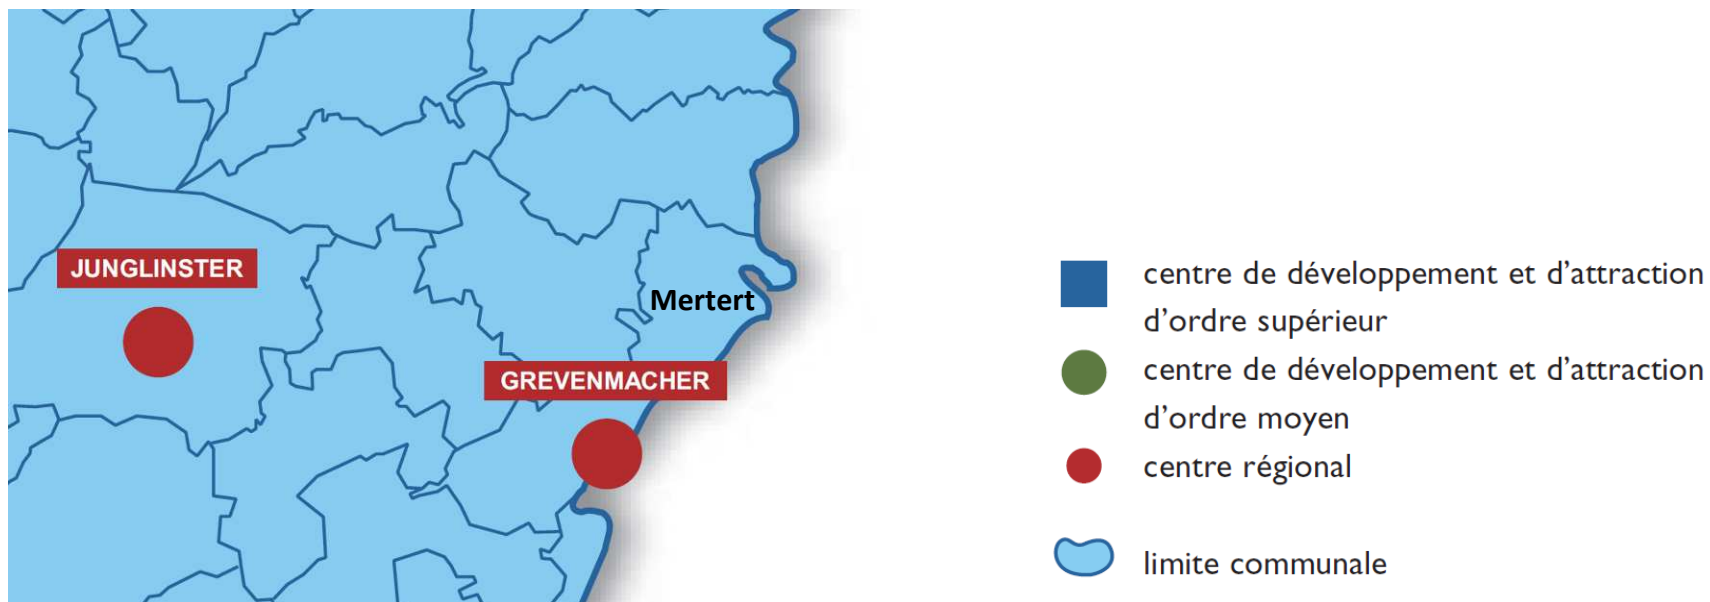 JUNGLINSTER
Mertert
GREVENMACHER
centre de développement et d'attraction
d'ordre supérieur
centre de développement et d'attraction
d'ordre moyen
centre régional
limite communale